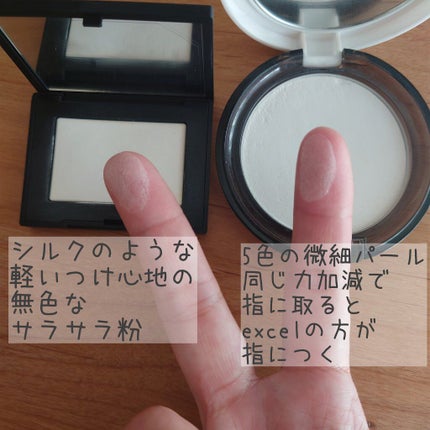 シルクのような
軽いつけ心地の
無色な
サラサラ粉
5色の微細パール
同じ力加減で
指に取ると
excelの方が
指につく